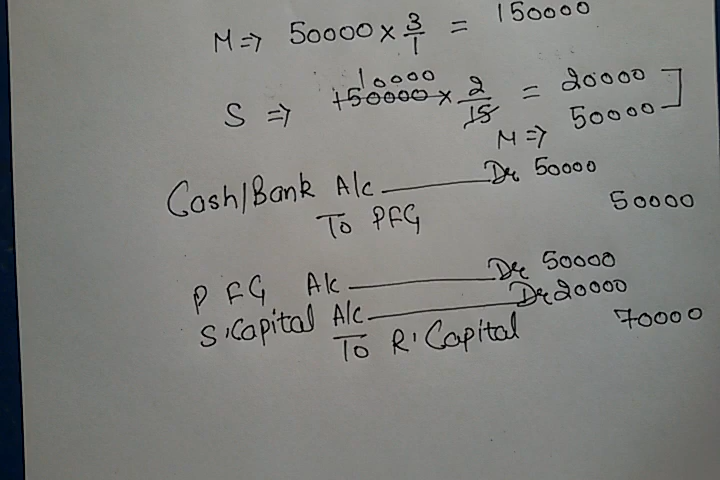 M => 50000 x 3/1 = 150000
10000
S => 150000 x 2/15 = 20000
M => 50000
Cash/Bank A/c Dr 50000
To PFG 50000
PFG A/c Dr 50000
S'Capital A/c Dr 20000
To R'Capital 70000